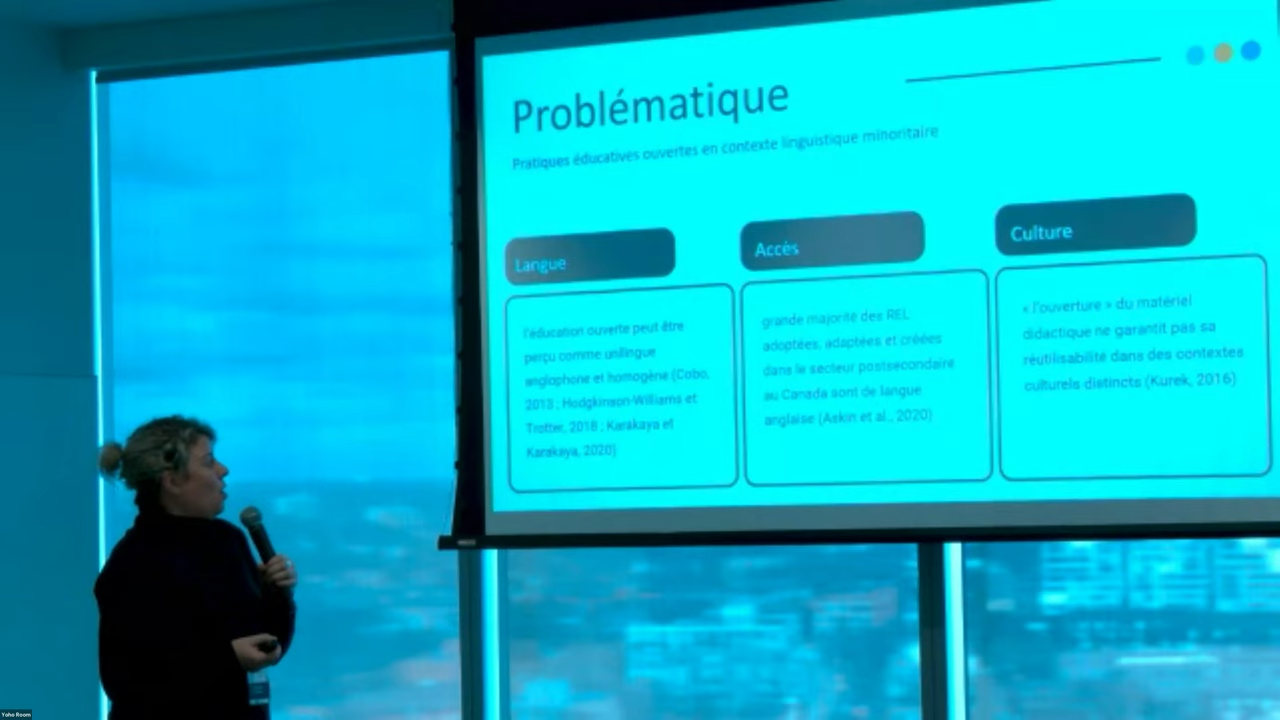 Problématique
Pratiques éducatives ouvertes en contexte linguistique minoritaire
Langue
l'éducation ouverte peut être
perçu comme unilingue
anglophone et homogène (Cobo,
2013 ; Hodgkinson-Williams et
Trotter, 2018 ; Karakaya et
Karakaya, 2020)
Accès
grande majorité des REL
adoptées, adaptées et créées
dans le secteur postsecondaire
au Canada sont de langue
anglaise (Askin et al., 2020)
Culture
« l'ouverture » du matériel
didactique ne garantit pas sa
réutilisabilité dans des contextes
culturels distincts (Kurek, 2016)
Yoho Room